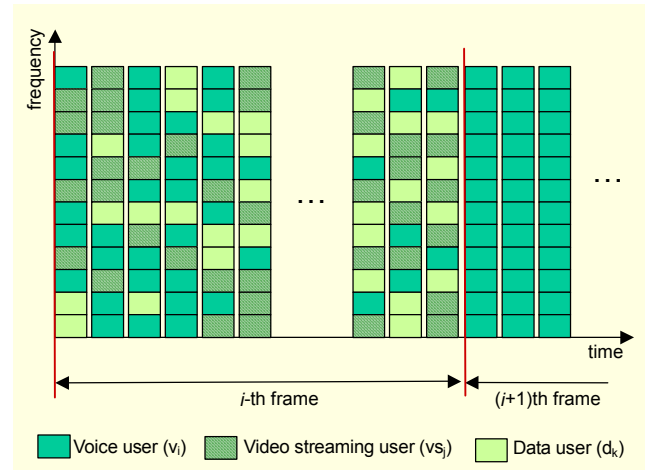 frequency
...
...
time
i-th frame
(i+1)th frame
Voice user (vi)
Video streaming user (vsj)
Data user (dk)